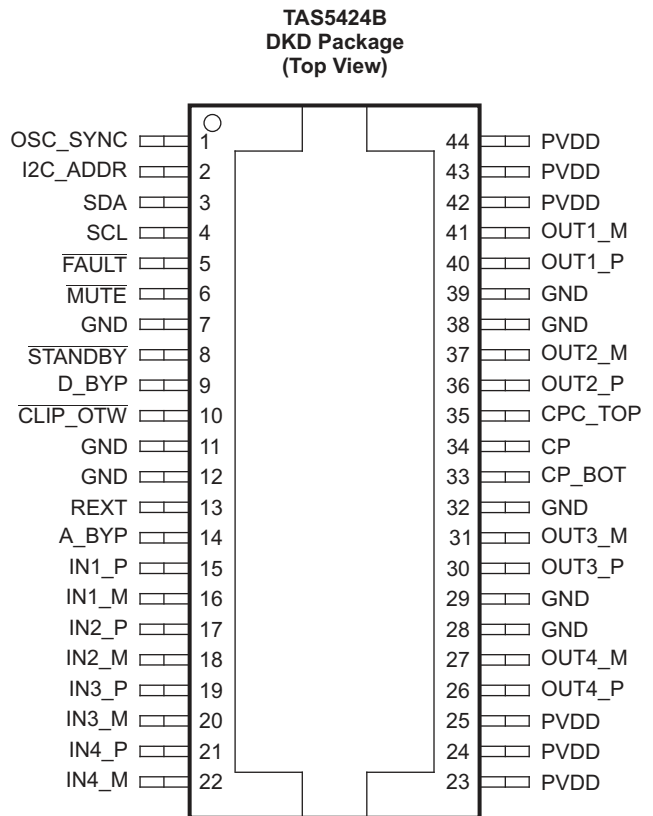 TAS5424B
DKD Package
(Top View)
OSC_SYNC 1 44 PVDD
I2C_ADDR 2 43 PVDD
SDA 3 42 PVDD
SCL 4 41 OUT1_M
FAULT 5 40 OUT1_P
MUTE 6 39 GND
GND 7 38 GND
STANDBY 8 37 OUT2_M
D_BYP 9 36 OUT2_P
CLIP_OTW 10 35 CPC_TOP
GND 11 34 CP
GND 12 33 CP_BOT
REXT 13 32 GND
A_BYP 14 31 OUT3_M
IN1_P 15 30 OUT3_P
IN1_M 16 29 GND
IN2_P 17 28 GND
IN2_M 18 27 OUT4_M
IN3_P 19 26 OUT4_P
IN3_M 20 25 PVDD
IN4_P 21 24 PVDD
IN4_M 22 23 PVDD